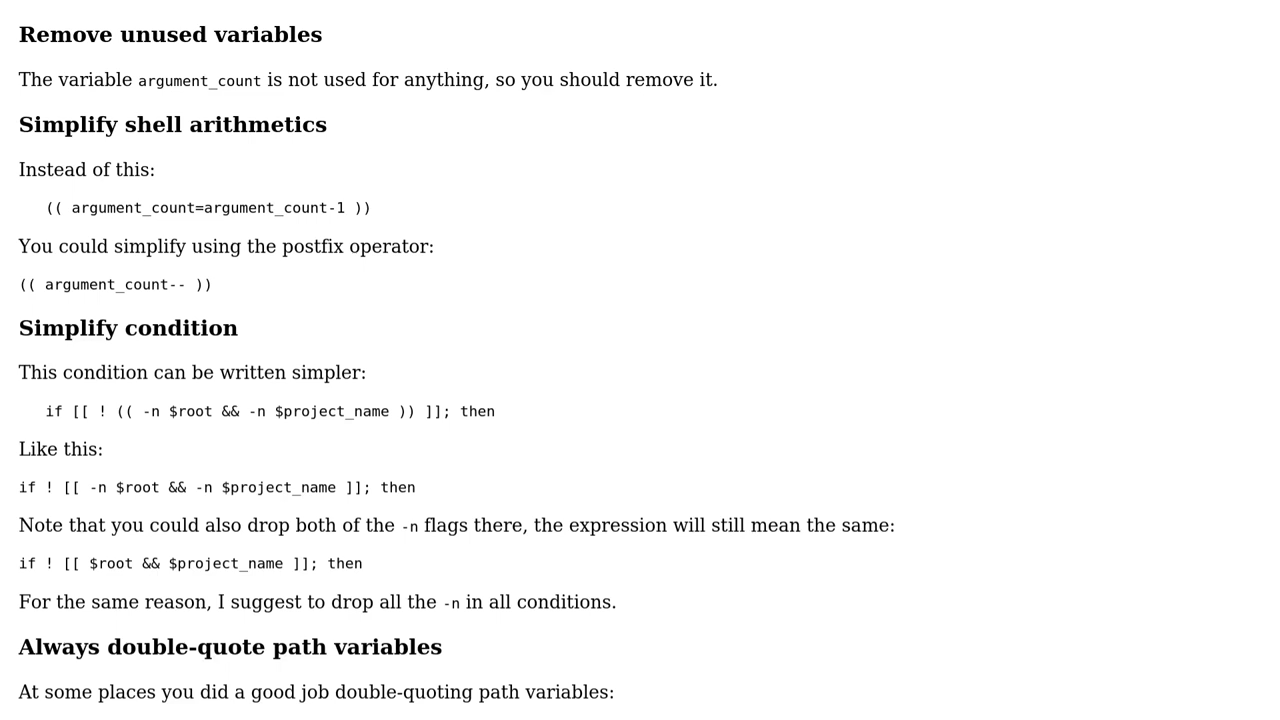 Remove unused variables
The variable argument_count is not used for anything, so you should remove it.
Simplify shell arithmetics
Instead of this:
(( argument_count=argument_count-1 ))
You could simplify using the postfix operator:
(( argument_count-- ))
Simplify condition
This condition can be written simpler:
if [[ ! (( -n $root && -n $project_name )) ]]; then
Like this:
if ! [[ -n $root && -n $project_name ]]; then
Note that you could also drop both of the -n flags there, the expression will still mean the same:
if ! [[ $root && $project_name ]]; then
For the same reason, I suggest to drop all the -n in all conditions.
Always double-quote path variables
At some places you did a good job double-quoting path variables: